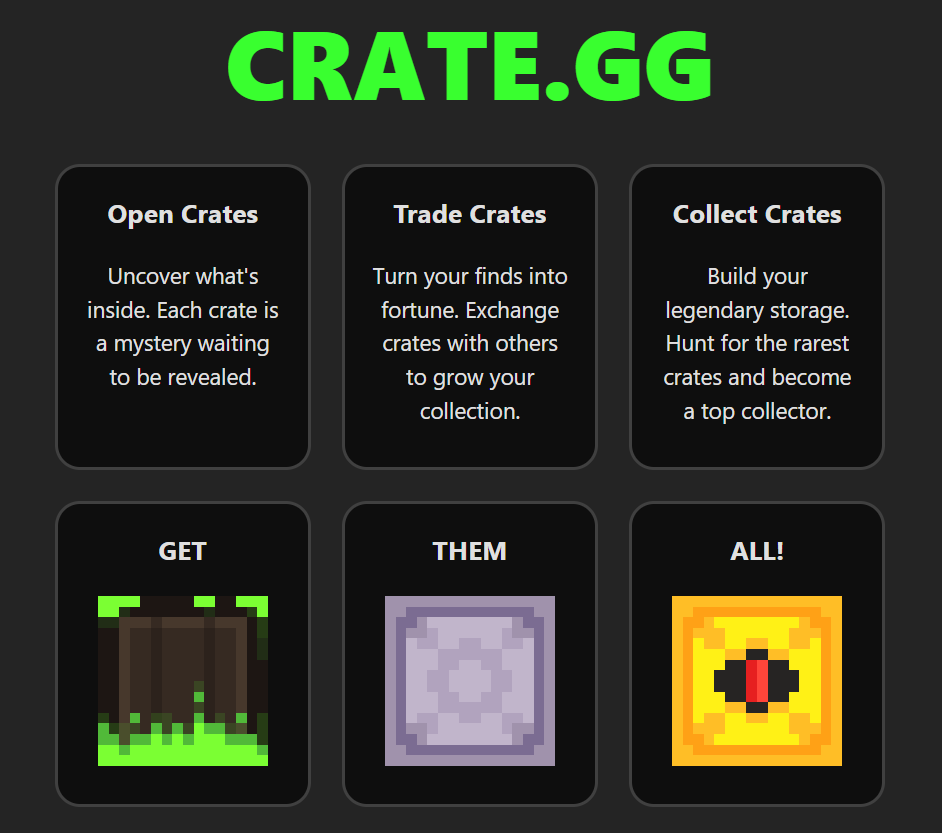 CRATE.GG
Open Crates
Uncover what's
inside. Each crate is
a mystery waiting
to be revealed.
Trade Crates
Turn your finds into
fortune. Exchange
crates with others
to grow your
collection.
Collect Crates
Build your
legendary storage.
Hunt for the rarest
crates and become
a top collector.
GET
THEM
ALL!